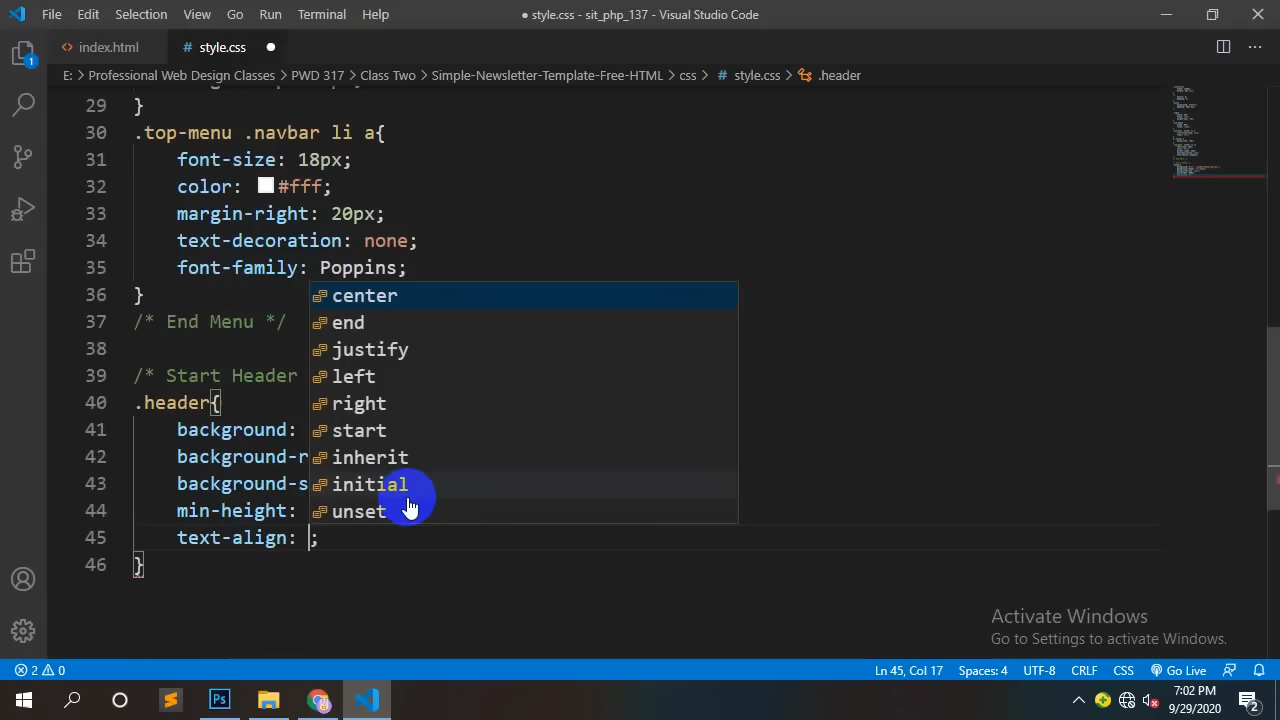 File Edit Selection View Go Run Terminal Help
● style.css - sit_php_137 - Visual Studio Code
<> index.html
# style.css ●
E: > Professional Web Design Classes > PWD 317 > Class Two > Simple-Newsletter-Template-Free-HTML > css > # style.css > .header
29 }
30 .top-menu .navbar li a{
31 font-size: 18px;
32 color: #fff;
33 margin-right: 20px;
34 text-decoration: none;
35 font-family: Poppins;
36 }
37 /* End Menu */
38
39 /* Start Header
40 .header{
41 background:
42 background-r
43 background-s
44 min-height:
45 text-align: ;
46 }
center
end
justify
left
right
start
inherit
initial
unset
1
Activate Windows
Go to Settings to activate Windows.
2 0
Ln 45, Col 17 Spaces: 4 UTF-8 CRLF CSS Go Live
Ps
7:02 PM
9/29/2020
2